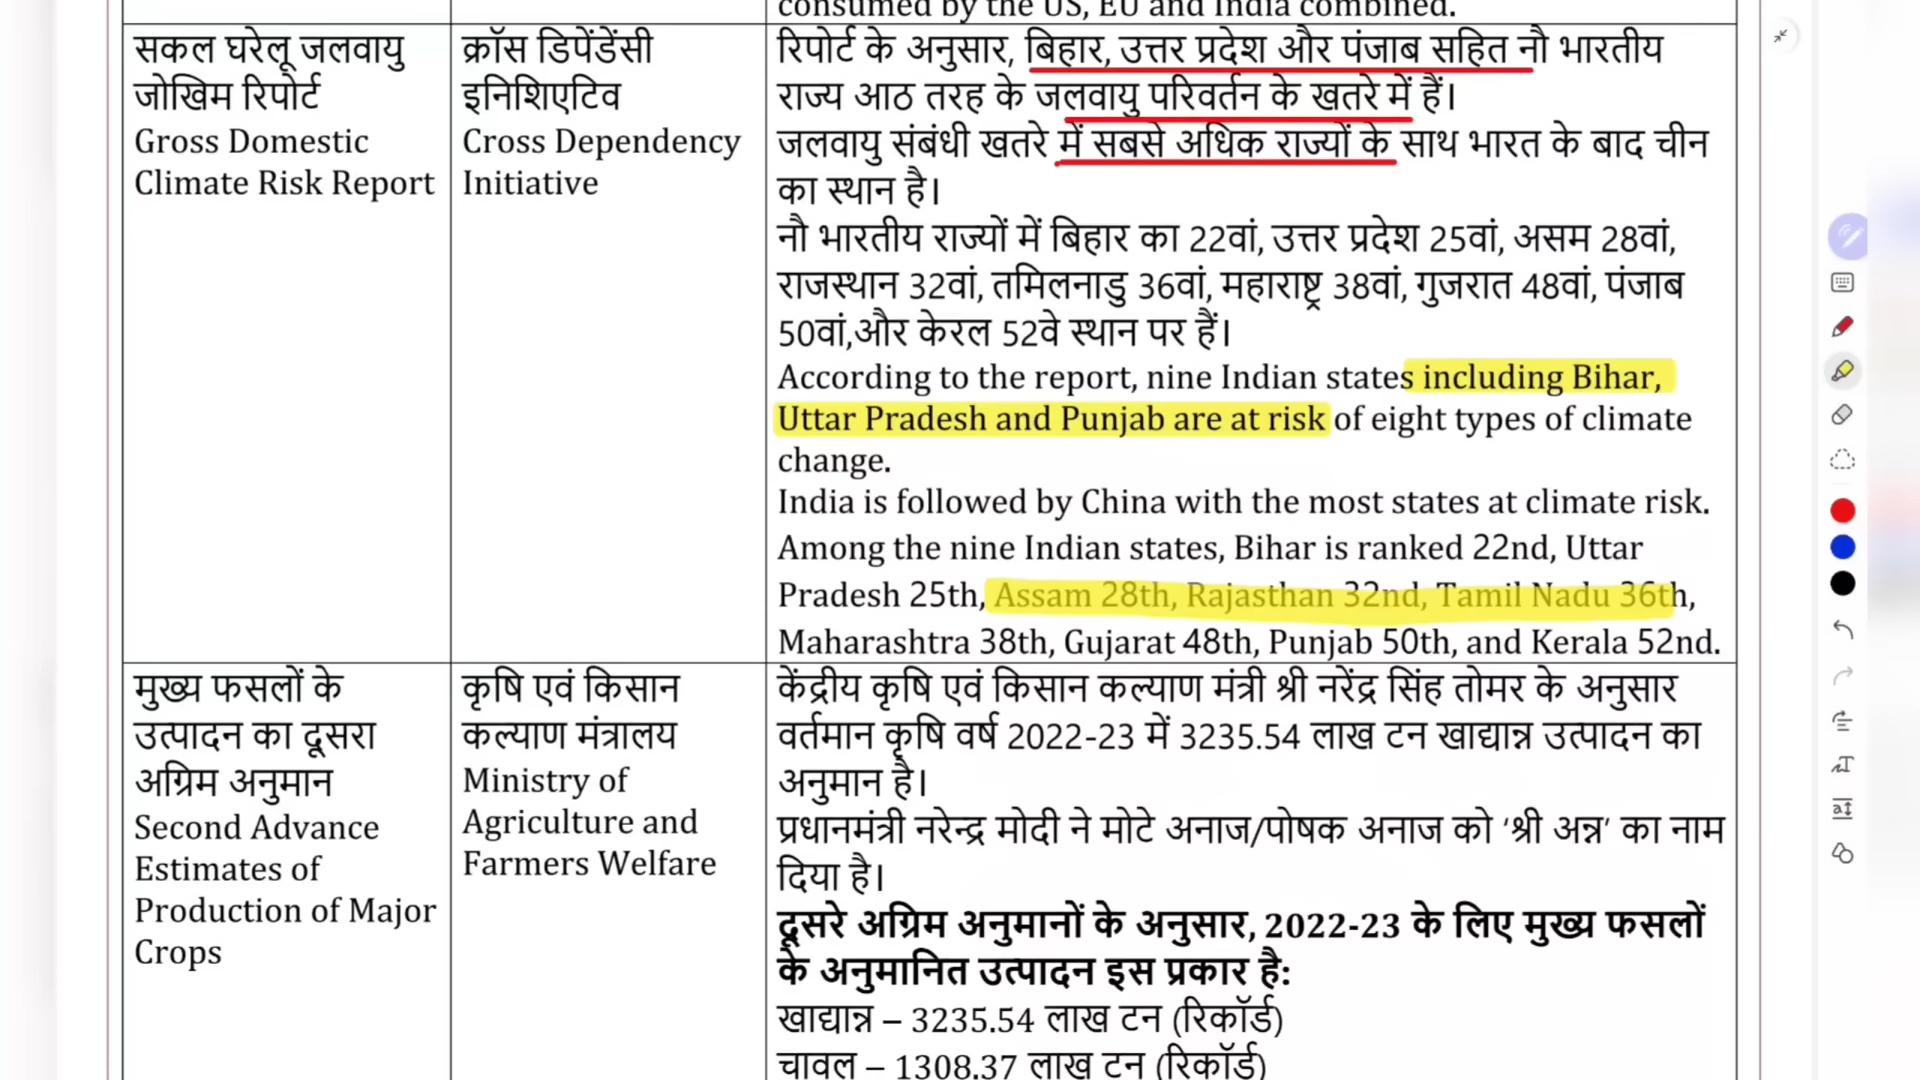 consumed by the US, EU and India combined.
सकल घरेलू जलवायु
जोखिम रिपोर्ट
Gross Domestic
Climate Risk Report
क्रॉस डिपेंडेंसी
इनिशिएटिव
Cross Dependency
Initiative
रिपोर्ट के अनुसार, बिहार, उत्तर प्रदेश और पंजाब सहित नौ भारतीय
राज्य आठ तरह के जलवायु परिवर्तन के खतरे में हैं।
जलवायु संबंधी खतरे में सबसे अधिक राज्यों के साथ भारत के बाद चीन
का स्थान है।
नौ भारतीय राज्यों में बिहार का 22वां, उत्तर प्रदेश 25वां, असम 28वां,
राजस्थान 32वां, तमिलनाडु 36वां, महाराष्ट्र 38वां, गुजरात 48वां, पंजाब
50वां,और केरल 52वे स्थान पर हैं।
According to the report, nine Indian states including Bihar,
Uttar Pradesh and Punjab are at risk of eight types of climate
change.
India is followed by China with the most states at climate risk.
Among the nine Indian states, Bihar is ranked 22nd, Uttar
Pradesh 25th, Assam 28th, Rajasthan 32nd, Tamil Nadu 36th,
Maharashtra 38th, Gujarat 48th, Punjab 50th, and Kerala 52nd.
मुख्य फसलों के
उत्पादन का दूसरा
अग्रिम अनुमान
Second Advance
Estimates of
Production of Major
Crops
कृषि एवं किसान
कल्याण मंत्रालय
Ministry of
Agriculture and
Farmers Welfare
केंद्रीय कृषि एवं किसान कल्याण मंत्री श्री नरेंद्र सिंह तोमर के अनुसार
वर्तमान कृषि वर्ष 2022-23 में 3235.54 लाख टन खाद्यान्न उत्पादन का
अनुमान है।
प्रधानमंत्री नरेन्द्र मोदी ने मोटे अनाज/पोषक अनाज को ‘श्री अन्न’ का नाम
दिया है।
दूसरे अग्रिम अनुमानों के अनुसार, 2022-23 के लिए मुख्य फसलों
के अनुमानित उत्पादन इस प्रकार है:
खाद्यान्न – 3235.54 लाख टन (रिकॉर्ड)
चावल – 1308.37 लाख टन (रिकॉर्ड)